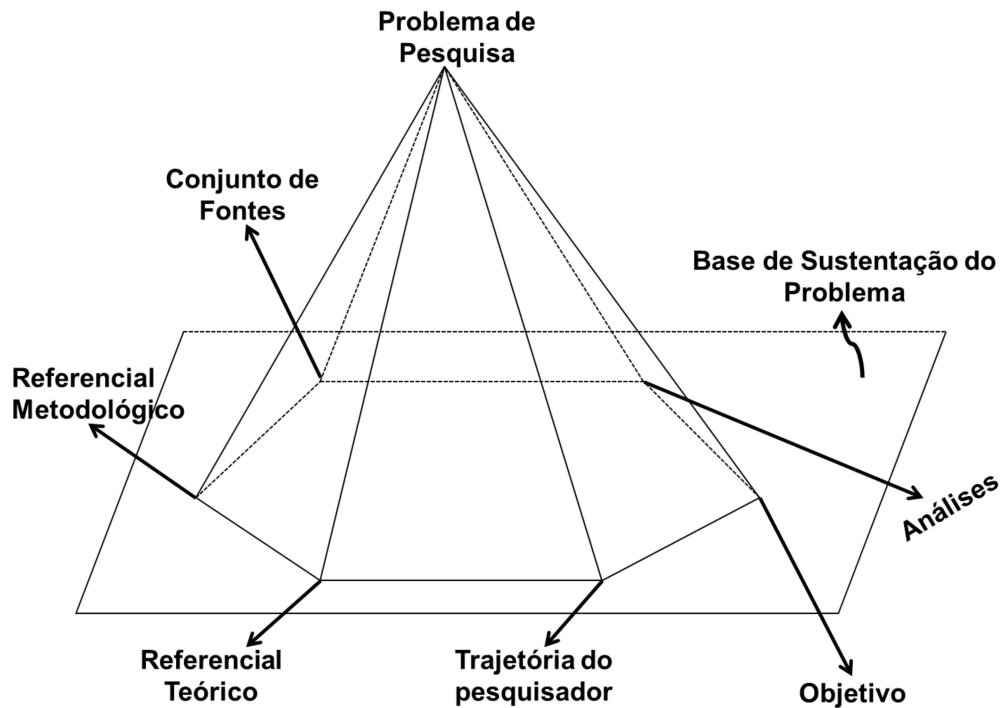 Problema de
Pesquisa
Conjunto de
Fontes
Base de Sustentação do
Problema
Referencial
Metodológico
Análises
Referencial
Teórico
Trajetória do
pesquisador
Objetivo